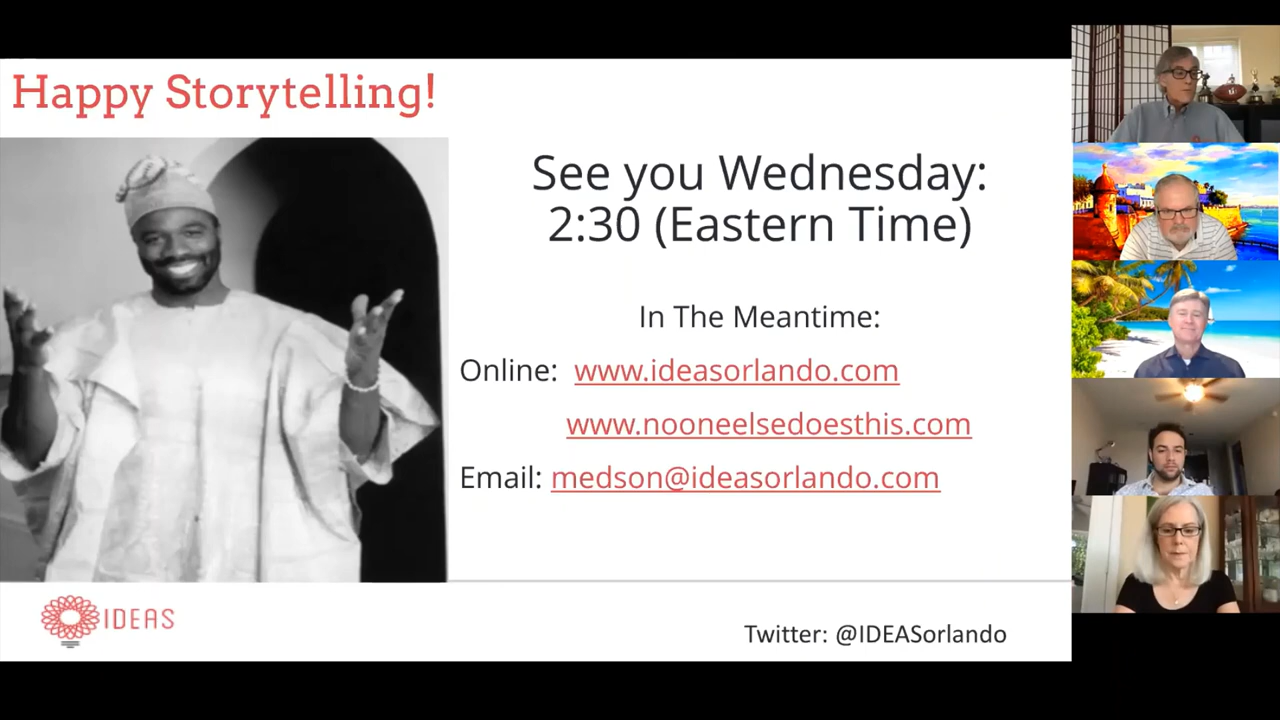 Happy Storytelling!
See you Wednesday:
2:30 (Eastern Time)
In The Meantime:
Online: www.ideasorlando.com
www.nooneelsedoesthis.com
Email: medson@ideasorlando.com
IDEAS
Twitter: @IDEASorlando